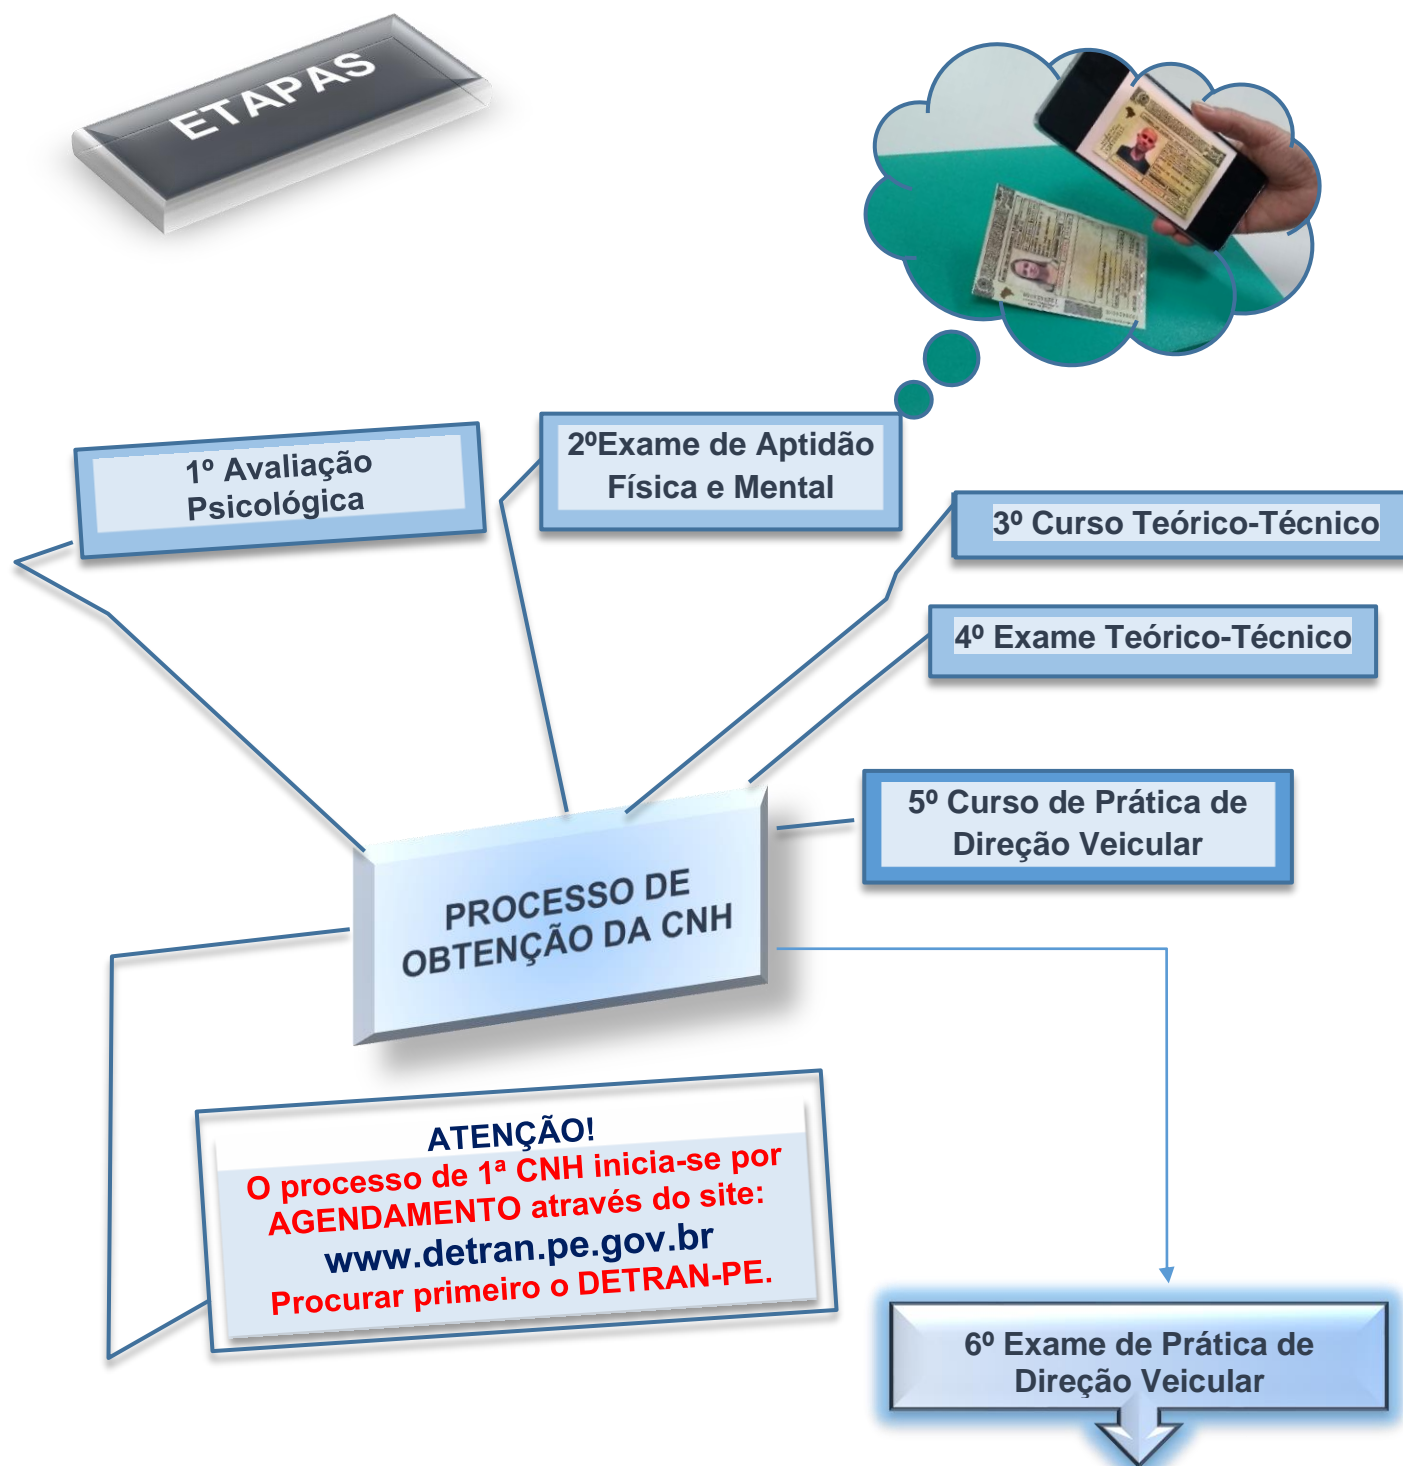 ETAPAS
1º Avaliação
Psicológica
2ºExame de Aptidão
Física e Mental
3º Curso Teórico-Técnico
4º Exame Teórico-Técnico
5º Curso de Prática de
Direção Veicular
PROCESSO DE
OBTENÇÃO DA CNH
ATENÇÃO!
O processo de 1ª CNH inicia-se por
AGENDAMENTO através do site:
www.detran.pe.gov.br
Procurar primeiro o DETRAN-PE.
6º Exame de Prática de
Direção Veicular